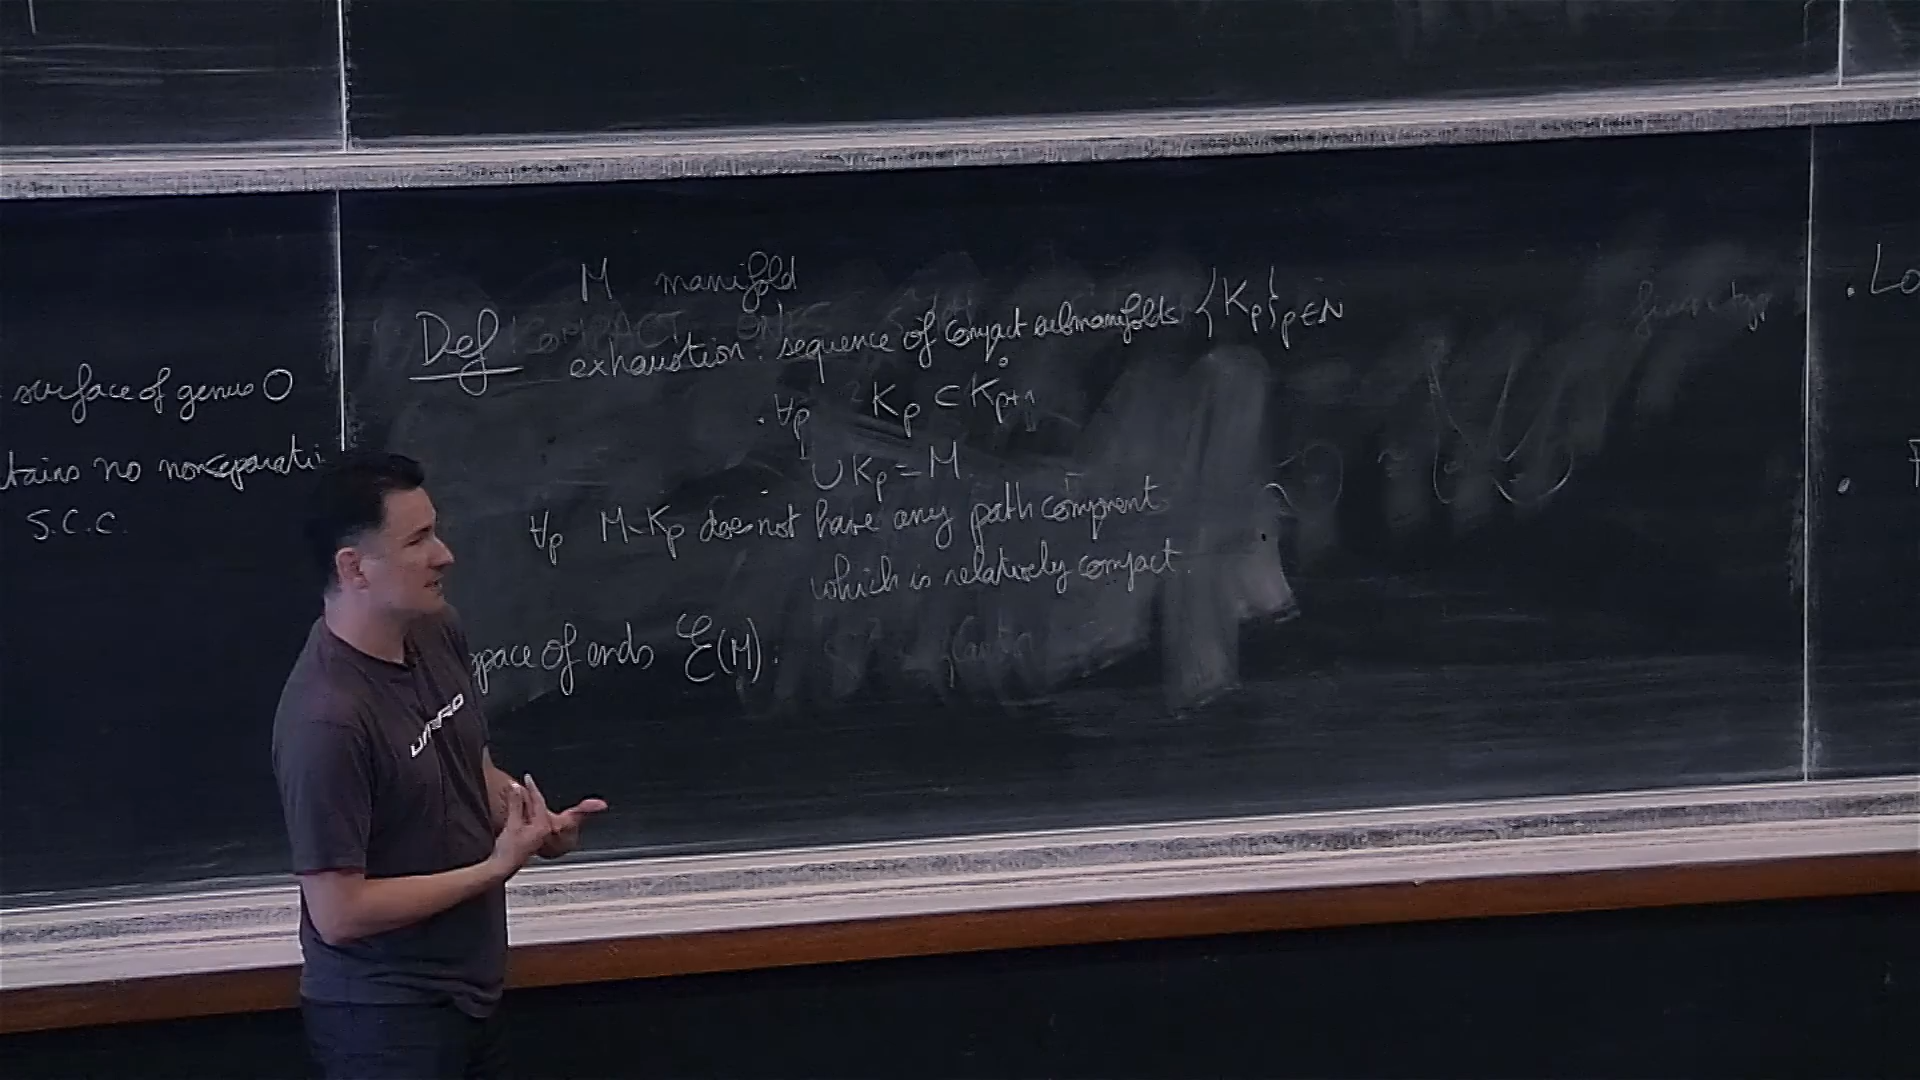 surface of genus 0
tains no nonseparati
S.C.C.
M manifold
Def exhaustion: sequence of compact submanifolds {K_p}_{p∈N}
. ∀p K_p ⊂ K̊_{p+1}
∪K_p = M.
∀p M-K_p does not have any path component
which is relatively compact.
space of ends ℰ(M).
. Lo
.
UMBRO